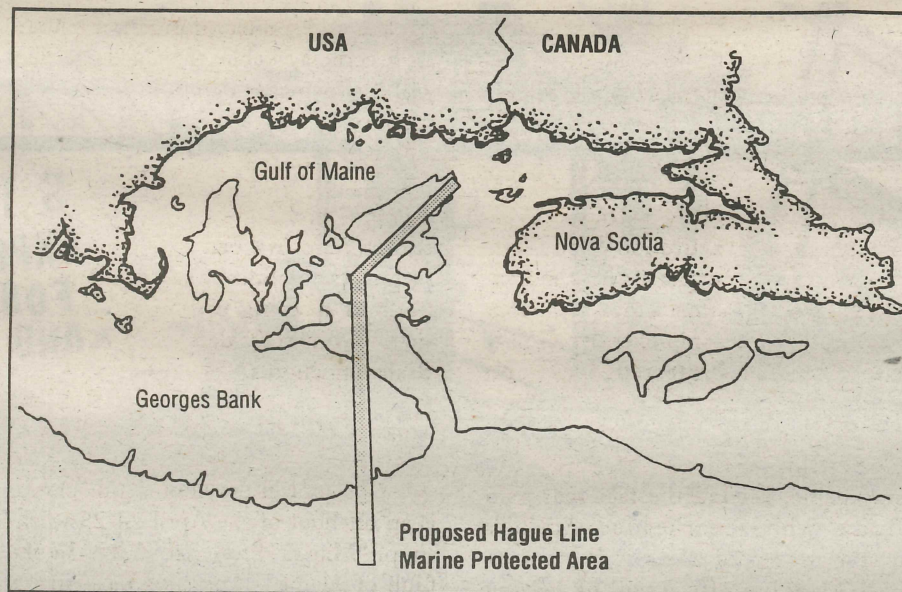 USA
CANADA
Gulf of Maine
Nova Scotia
Georges Bank
Proposed Hague Line
Marine Protected Area